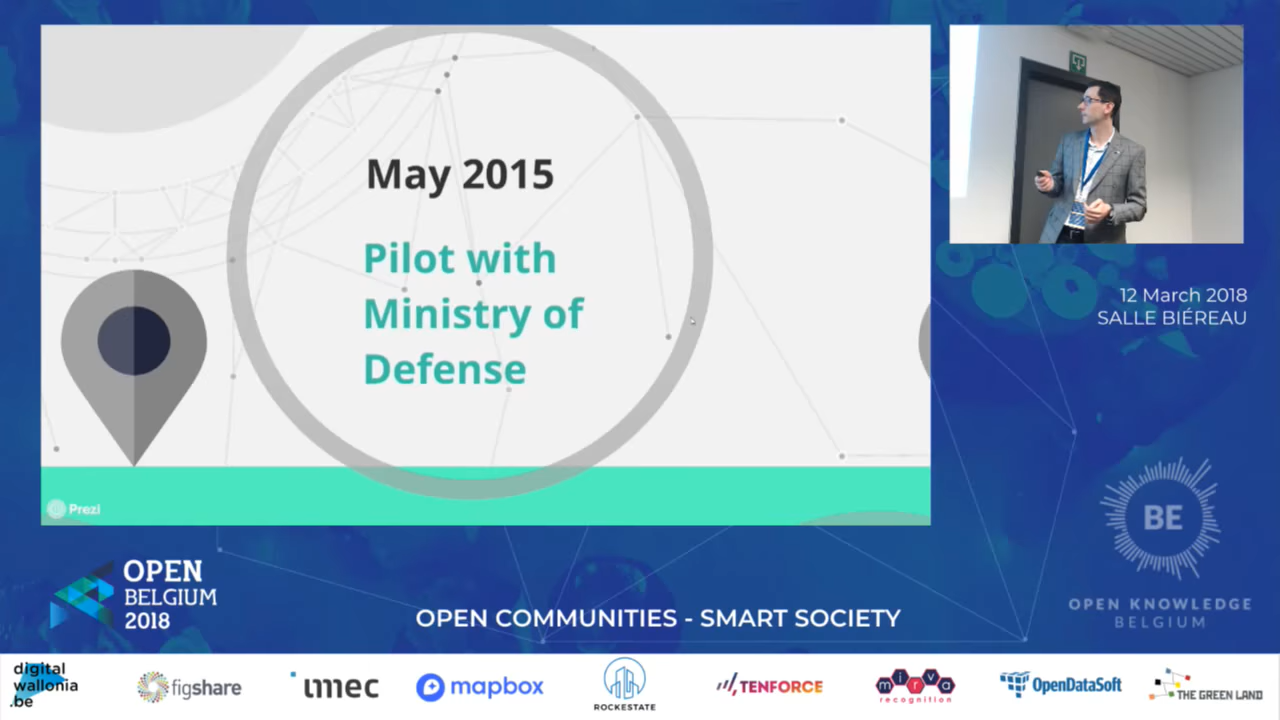 May 2015
Pilot with
Ministry of
Defense
Prezi
12 March 2018
SALLE BIÉREAU
BE
OPEN KNOWLEDGE
BELGIUM
OPEN
BELGIUM
2018
OPEN COMMUNITIES - SMART SOCIETY
digital
wallonia
.be
figshare
imec
mapbox
ROCKESTATE
TENFORCE
mirva
recognition
OpenDataSoft
THE GREEN LAND